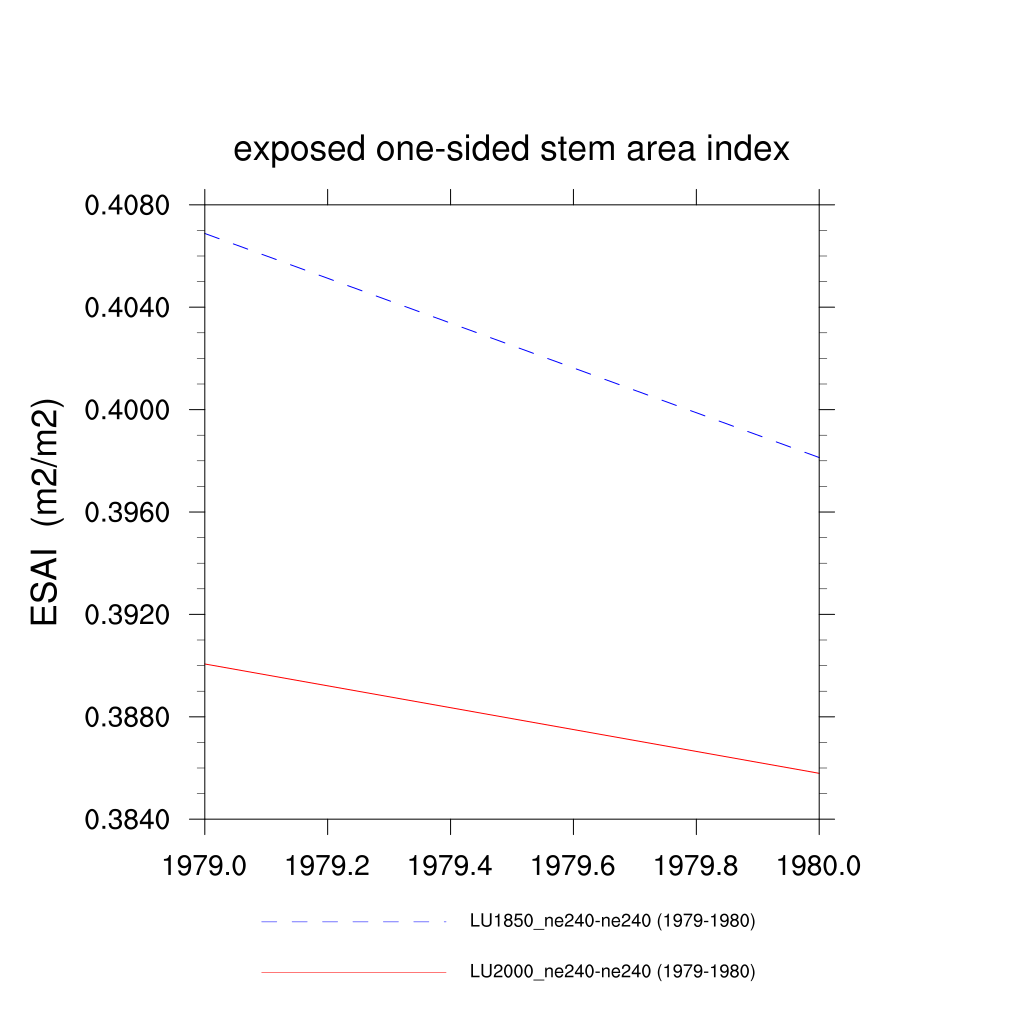 exposed one-sided stem area index
0.4080
0.4040
0.4000
0.3960
0.3920
0.3880
0.3840
ESAI (m2/m2)
1979.0 1979.2 1979.4 1979.6 1979.8 1980.0
LU1850_ne240-ne240 (1979-1980)
LU2000_ne240-ne240 (1979-1980)